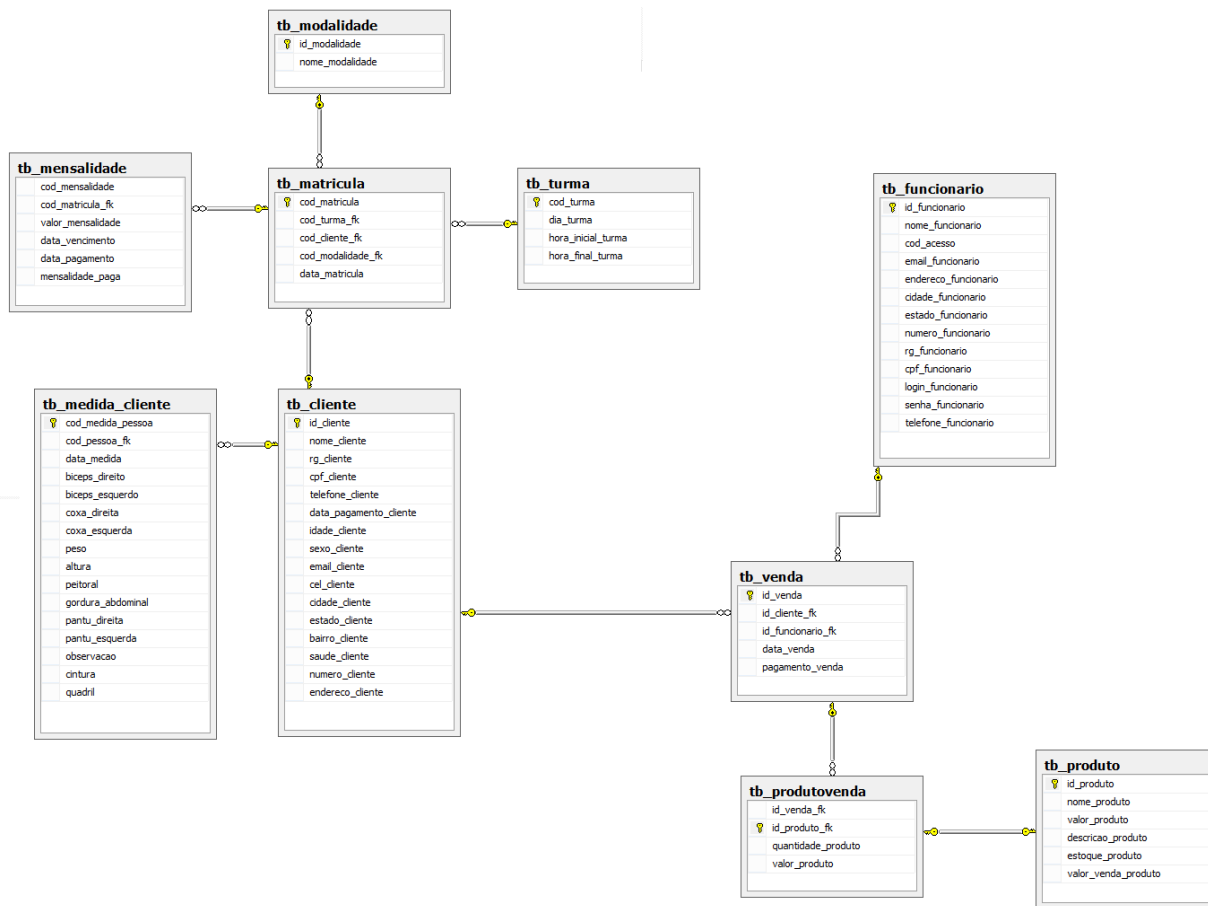 tb_modalidade
id_modalidade
nome_modalidade
tb_mensalidade
cod_mensalidade
cod_matricula_fk
valor_mensalidade
data_vencimento
data_pagamento
mensalidade_paga
tb_matricula
cod_matricula
cod_turma_fk
cod_cliente_fk
cod_modalidade_fk
data_matricula
tb_turma
cod_turma
dia_turma
hora_inicial_turma
hora_final_turma
tb_funcionario
id_funcionario
nome_funcionario
cod_acesso
email_funcionario
endereco_funcionario
cidade_funcionario
estado_funcionario
numero_funcionario
rg_funcionario
cpf_funcionario
login_funcionario
senha_funcionario
telefone_funcionario
tb_medida_cliente
cod_medida_pessoa
cod_pessoa_fk
data_medida
biceps_direito
biceps_esquerdo
coxa_direita
coxa_esquerda
peso
altura
peitoral
gordura_abdominal
pantu_direita
pantu_esquerda
observacao
cintura
quadril
tb_cliente
id_cliente
nome_cliente
rg_cliente
cpf_cliente
telefone_cliente
data_pagamento_cliente
idade_cliente
sexo_cliente
email_cliente
cel_cliente
cidade_cliente
estado_cliente
bairro_cliente
saude_cliente
numero_cliente
endereco_cliente
tb_venda
id_venda
id_cliente_fk
id_funcionario_fk
data_venda
pagamento_venda
tb_produtovenda
id_venda_fk
id_produto_fk
quantidade_produto
valor_produto
tb_produto
id_produto
nome_produto
valor_produto
descricao_produto
estoque_produto
valor_venda_produto